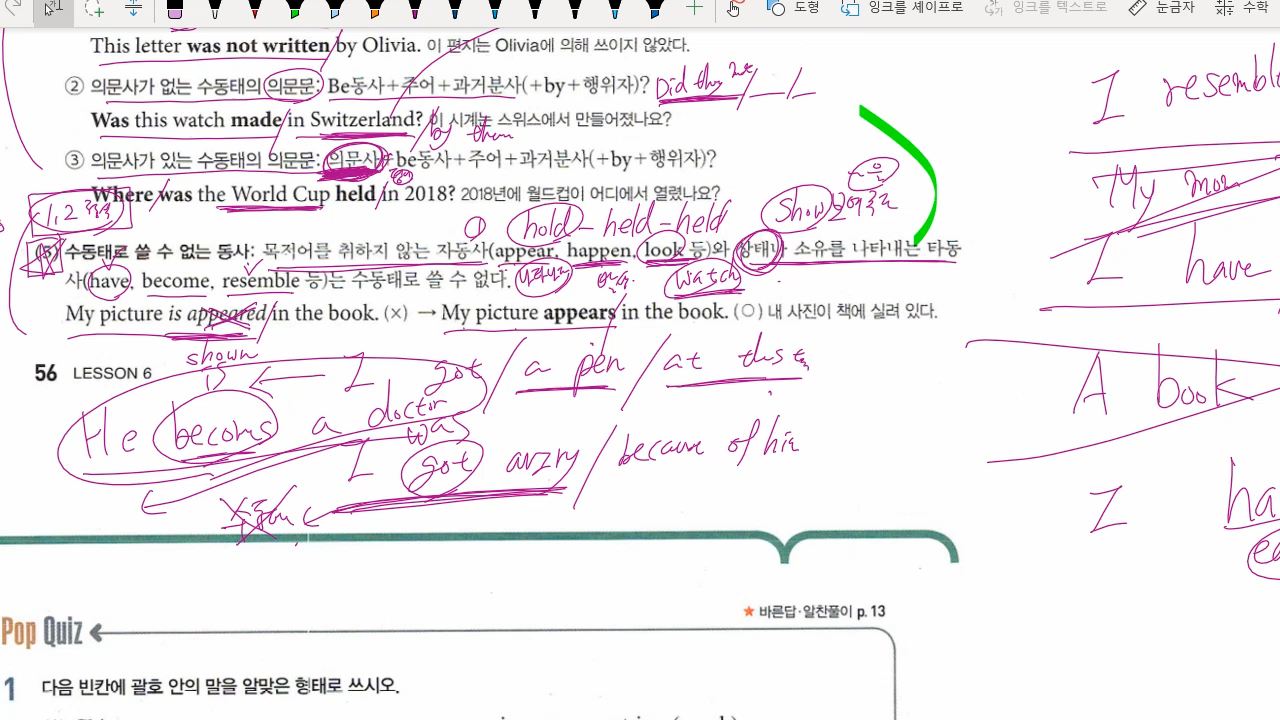 도형 잉크를 셰이프로 잉크를 텍스트로 눈금자 수학
This letter was not written by Olivia. 이 편지는 Olivia에 의해 쓰이지 않았다.
② 의문사가 없는 수동태의 의문문: Be동사+주어+과거분사(+by+행위자)? Did they
I resemble
Was this watch made in Switzerland? 이 시계는 스위스에서 만들어졌나요?
by them
③ 의문사가 있는 수동태의 의문문: 의문사+be동사+주어+과거분사(+by+행위자)?
My mom
Where was the World Cup held in 2018? 2018년에 월드컵이 어디에서 열렸나요?
hold - held - held
show
(5) 수동태로 쓸 수 없는 동사: 목적어를 취하지 않는 자동사(appear, happen, look 등)와 상태나 소유를 나타내는 타동
사(have, become, resemble 등)는 수동태로 쓸 수 없다.
watch
I have
My picture is appeared in the book. (×) → My picture appears in the book. (○) 내 사진이 책에 실려 있다.
shown
56 LESSON 6
I got / a pen / at
A book
He becoms a doctor
was
I got angry / because of his
I
Pop Quiz
★ 바른답·알찬풀이 p. 13
1 다음 빈칸에 괄호 안의 말을 알맞은 형태로 쓰시오.